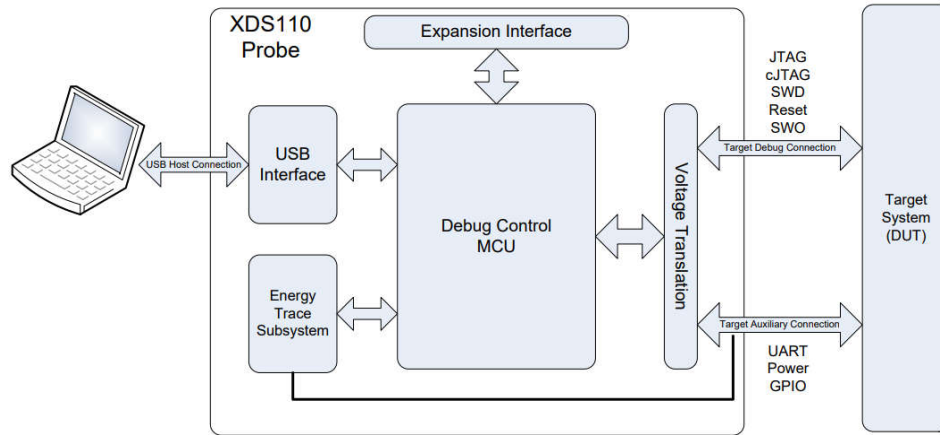 XDS110
Probe
Expansion Interface
JTAG
cJTAG
SWD
Reset
SWO
USB Host Connection
USB
Interface
Target Debug Connection
Debug Control
MCU
Voltage Translation
Target
System
(DUT)
Energy
Trace
Subsystem
Target Auxiliary Connection
UART
Power
GPIO